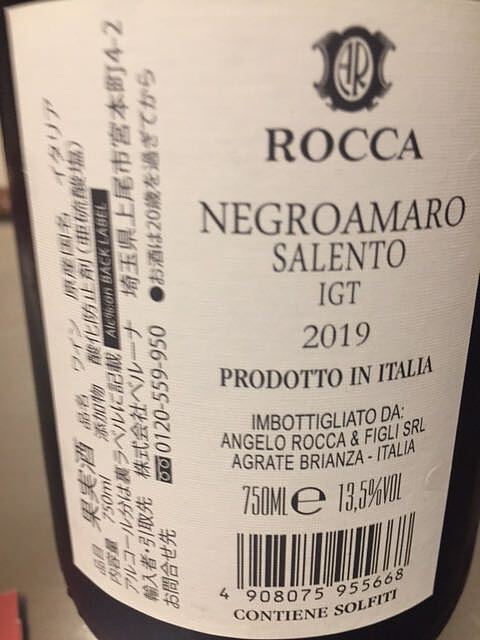 AR
ROCCA
NEGROAMARO
SALENTO
IGT
2019
PRODOTTO IN ITALIA
IMBOTTIGLIATO DA:
ANGELO ROCCA & FIGLI SRL
AGRATE BRIANZA - ITALIA
750ML e 13,5%VOL
4 908075 955668
CONTIENE SOLFITI
品目 果実酒 品名 ワイン 原産国名 イタリア
内容量 750ml 添加物 酸化防止剤(亜硫酸塩)
アルコール分は裏ラベルに記載 Alc% on BACK LABEL
輸入者・引取先 株式会社ベルーナ 埼玉県上尾市宮本町4-2
お問合せ先 0120-559-950 ●お酒は20歳を過ぎてから